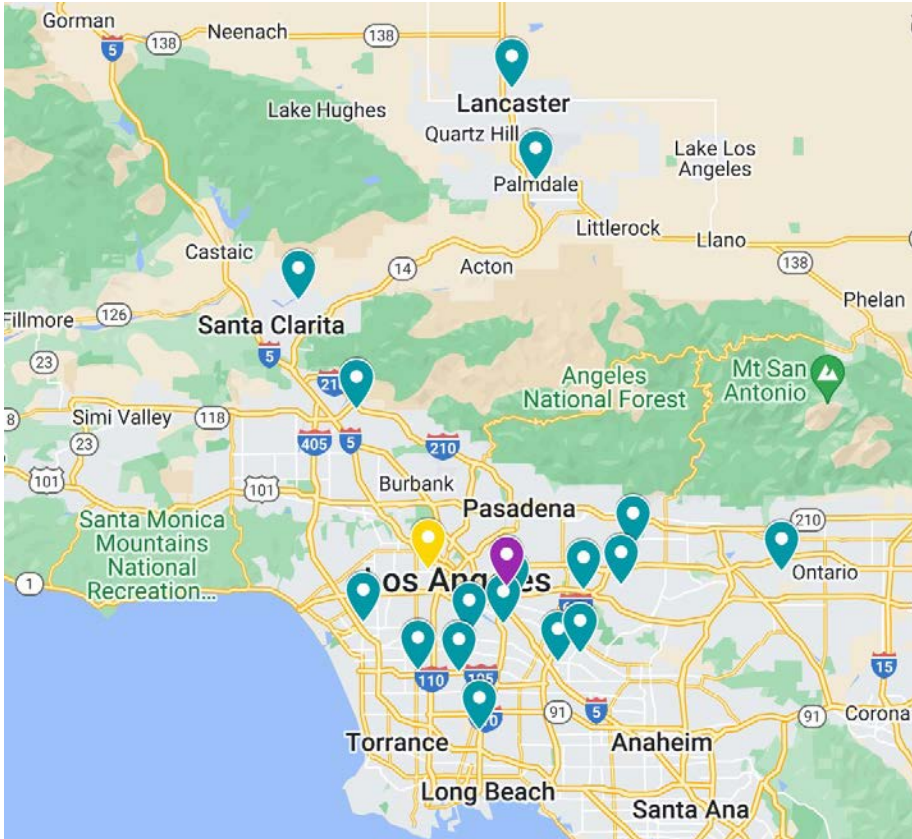 Gorman
Neenach
138
138
5
Lancaster
Lake Hughes
Quartz Hill
Lake Los
Angeles
Palmdale
Littlerock
Llano
138
Castaic
14
Acton
Phelan
126
Fillmore
Santa Clarita
23
5
210
Angeles
National Forest
Mt San
Antonio
8
Simi Valley
118
23
405
5
210
101
101
Burbank
Pasadena
210
Santa Monica
Mountains
National
Recreation...
1
Los Angeles
Ontario
110
105
15
91
5
91
Corona
Torrance
Anaheim
Long Beach
Santa Ana